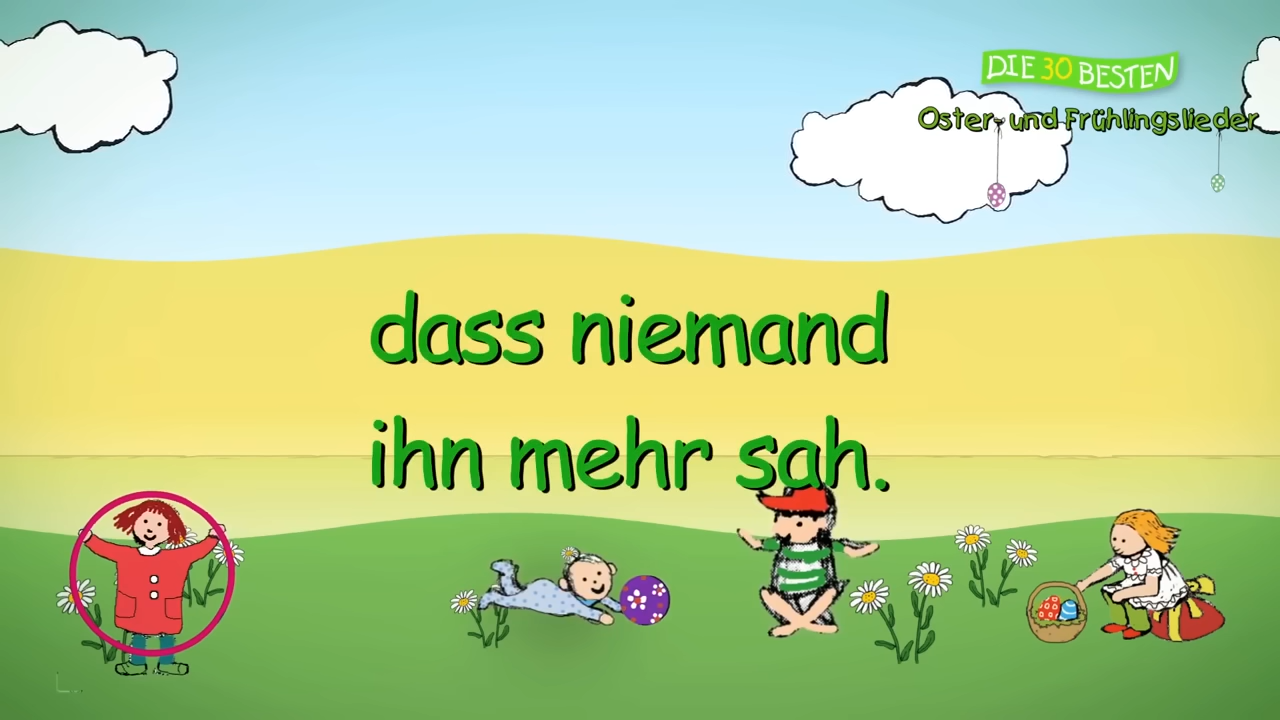 DIE 30 BESTEN
Oster- und Frühlingslieder
dass niemand
ihn mehr sah.